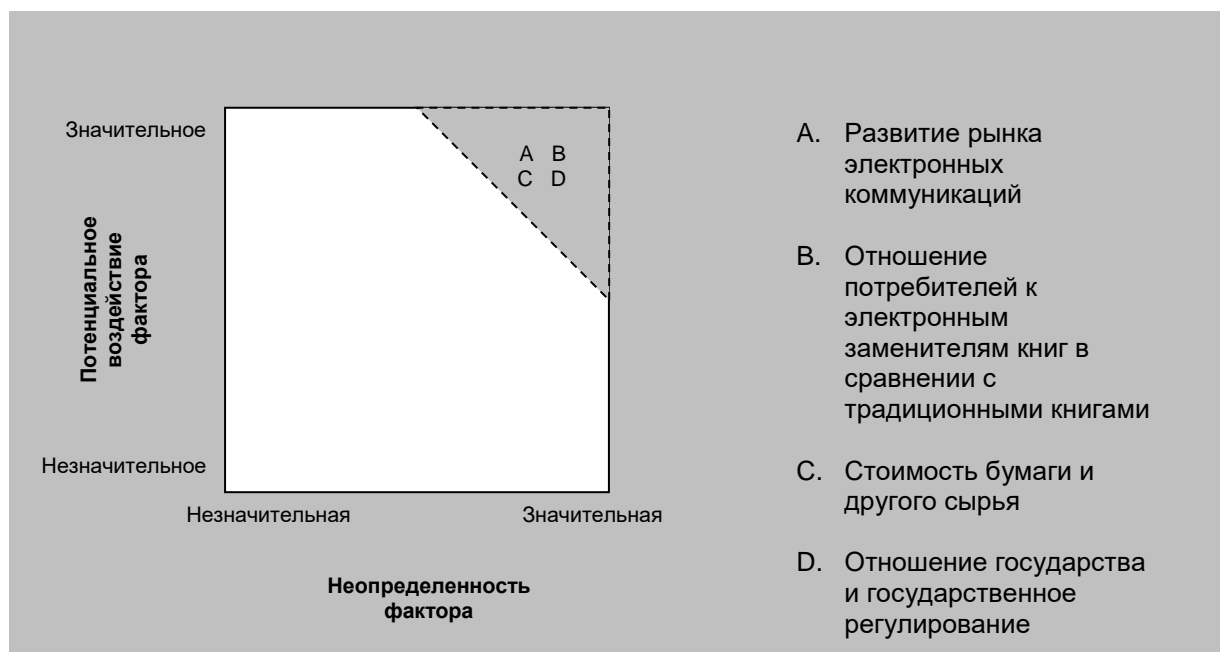 Значительное
Потенциальное
воздействие
фактора
Незначительное
A B
C D
Незначительная
Значительная
Неопределенность
фактора
A. Развитие рынка
электронных
коммуникаций
B. Отношение
потребителей к
электронным
заменителям книг в
сравнении с
традиционными книгами
C. Стоимость бумаги и
другого сырья
D. Отношение государства
и государственное
регулирование